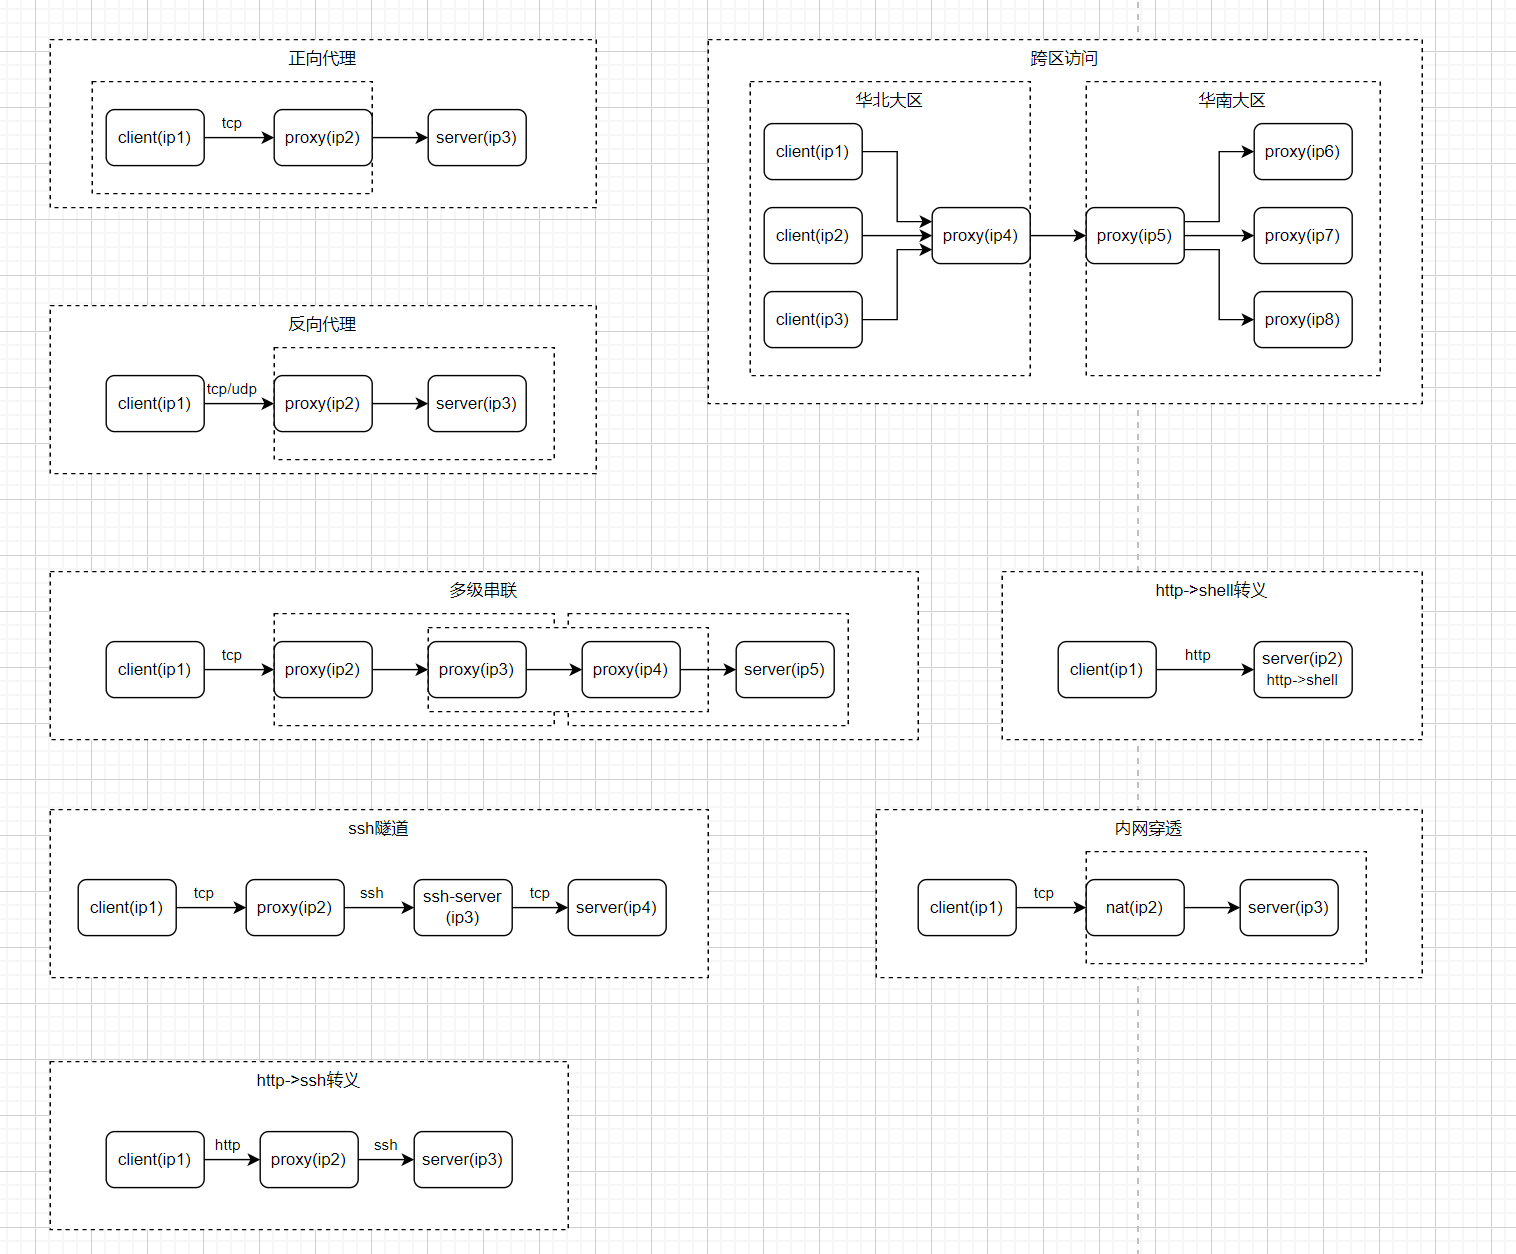 正向代理
client(ip1)
tcp
proxy(ip2)
server(ip3)
跨区访问
华北大区
client(ip1)
client(ip2)
client(ip3)
proxy(ip4)
华南大区
proxy(ip5)
proxy(ip6)
proxy(ip7)
proxy(ip8)
反向代理
client(ip1)
tcp/udp
proxy(ip2)
server(ip3)
多级串联
client(ip1)
tcp
proxy(ip2)
proxy(ip3)
proxy(ip4)
server(ip5)
http->shell转义
client(ip1)
http
server(ip2)
http->shell
ssh隧道
client(ip1)
tcp
proxy(ip2)
ssh
ssh-server
(ip3)
tcp
server(ip4)
内网穿透
client(ip1)
tcp
nat(ip2)
server(ip3)
http->ssh转义
client(ip1)
http
proxy(ip2)
ssh
server(ip3)